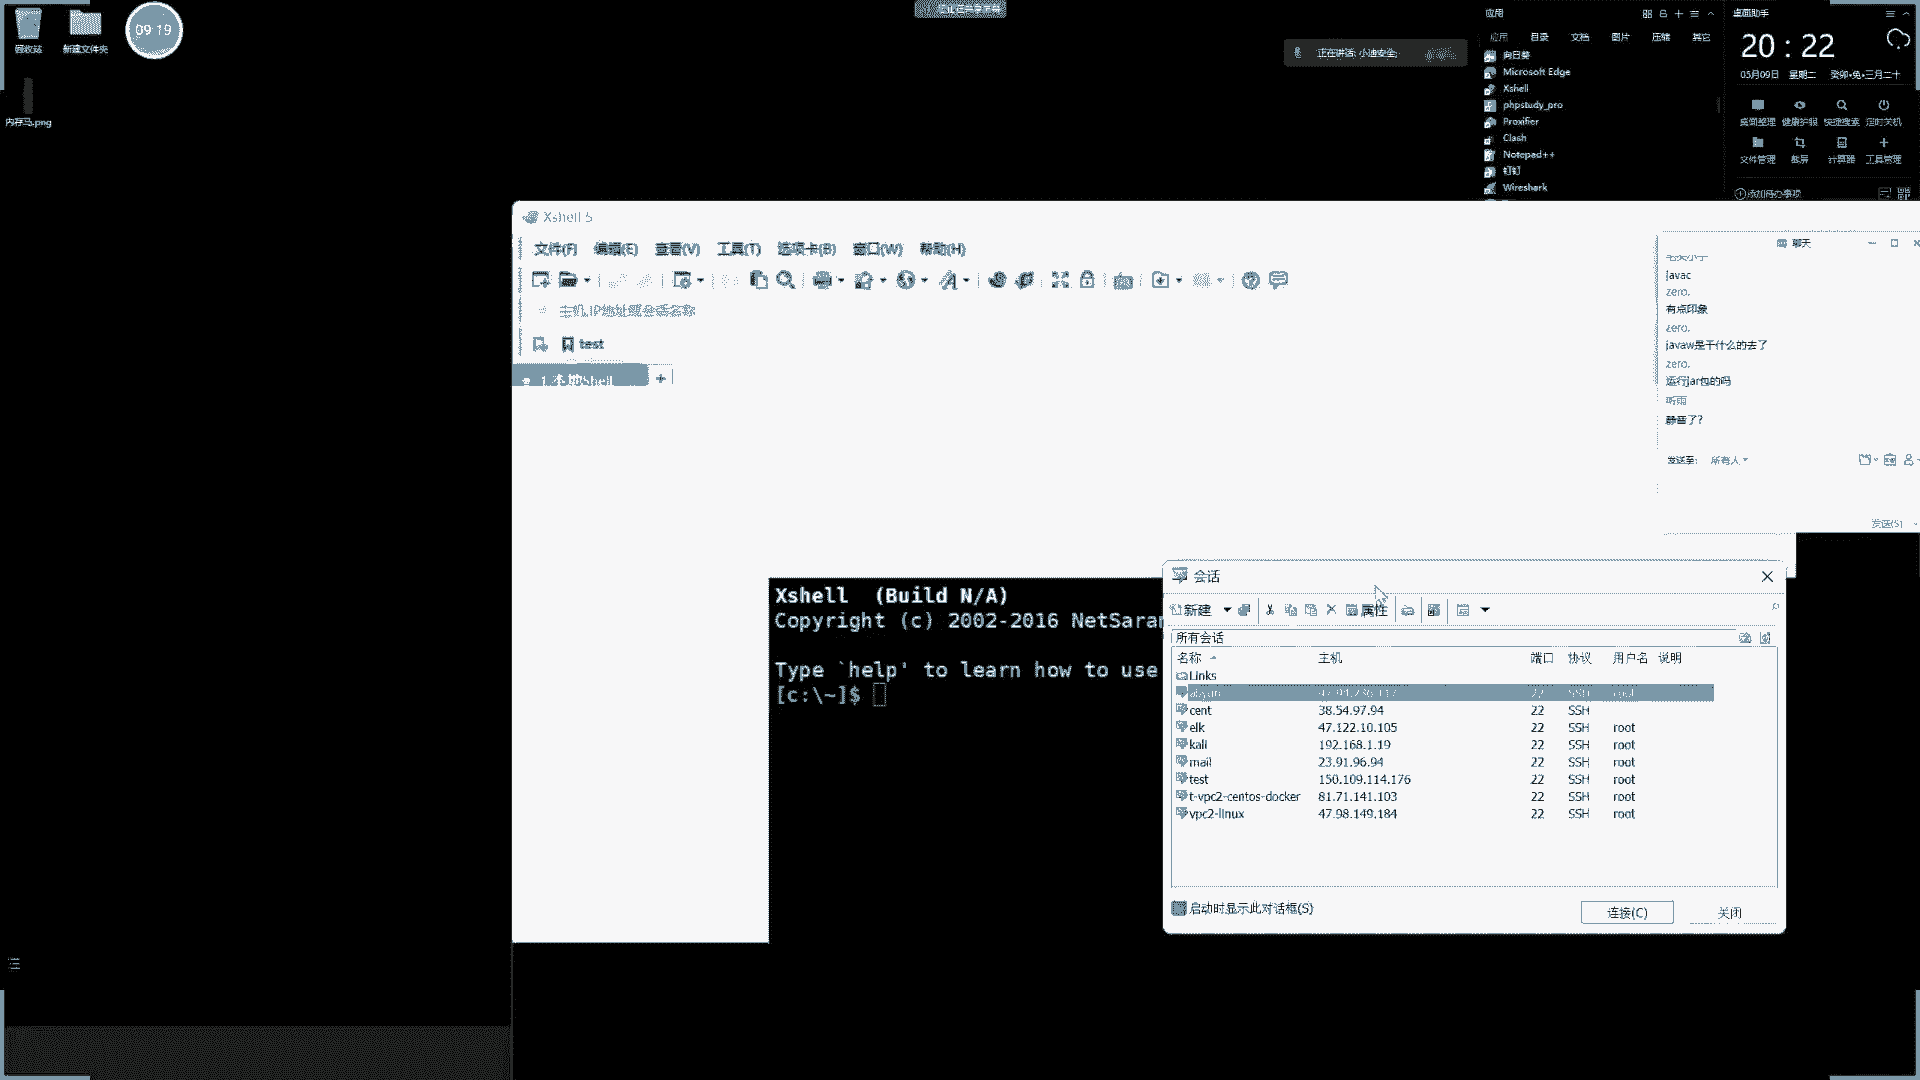 回收站
新建文件夹
09:19
内存马.png
正在讲话: 小迪安全;
应用
应用 目录 文档 图片 压缩 其它
向日葵
Microsoft Edge
Xshell
phpstudy_pro
Proxifier
Clash
Notepad++
钉钉
Wireshark
桌面助手
20 : 22
05月09日 星期二 癸卯•兔•三月二十
桌面整理 健康护眼 快捷搜索 定时关机
文件管理 截屏 计算器 工具管理
添加待办事项
Xshell 5
文件(F) 编辑(E) 查看(V) 工具(T) 选项卡(B) 窗口(W) 帮助(H)
主机,IP地址或会话名称
test
1 本地Shell
+
聊天
javac
zero.
有点印象
zero.
javaw是干什么的去了
zero.
运行jar包的吗
听雨
静音了?
发送至: 所有人
发送(S)
Xshell (Build N/A)
Copyright (c) 2002-2016 NetSaran
Type `help' to learn how to use
[c:\~]$
会话
新建 属性
所有会话
名称 主机 端口 协议 用户名 说明
Links
22 SSH root
cent 38.54.97.94 22 SSH
elk 47.122.10.105 22 SSH root
kali 192.168.1.19 22 SSH root
mail 23.91.96.94 22 SSH root
test 150.109.114.176 22 SSH root
t-vpc2-centos-docker 81.71.141.103 22 SSH root
vpc2-linux 47.98.149.184 22 SSH root
启动时显示此对话框(S)
连接(C)
关闭